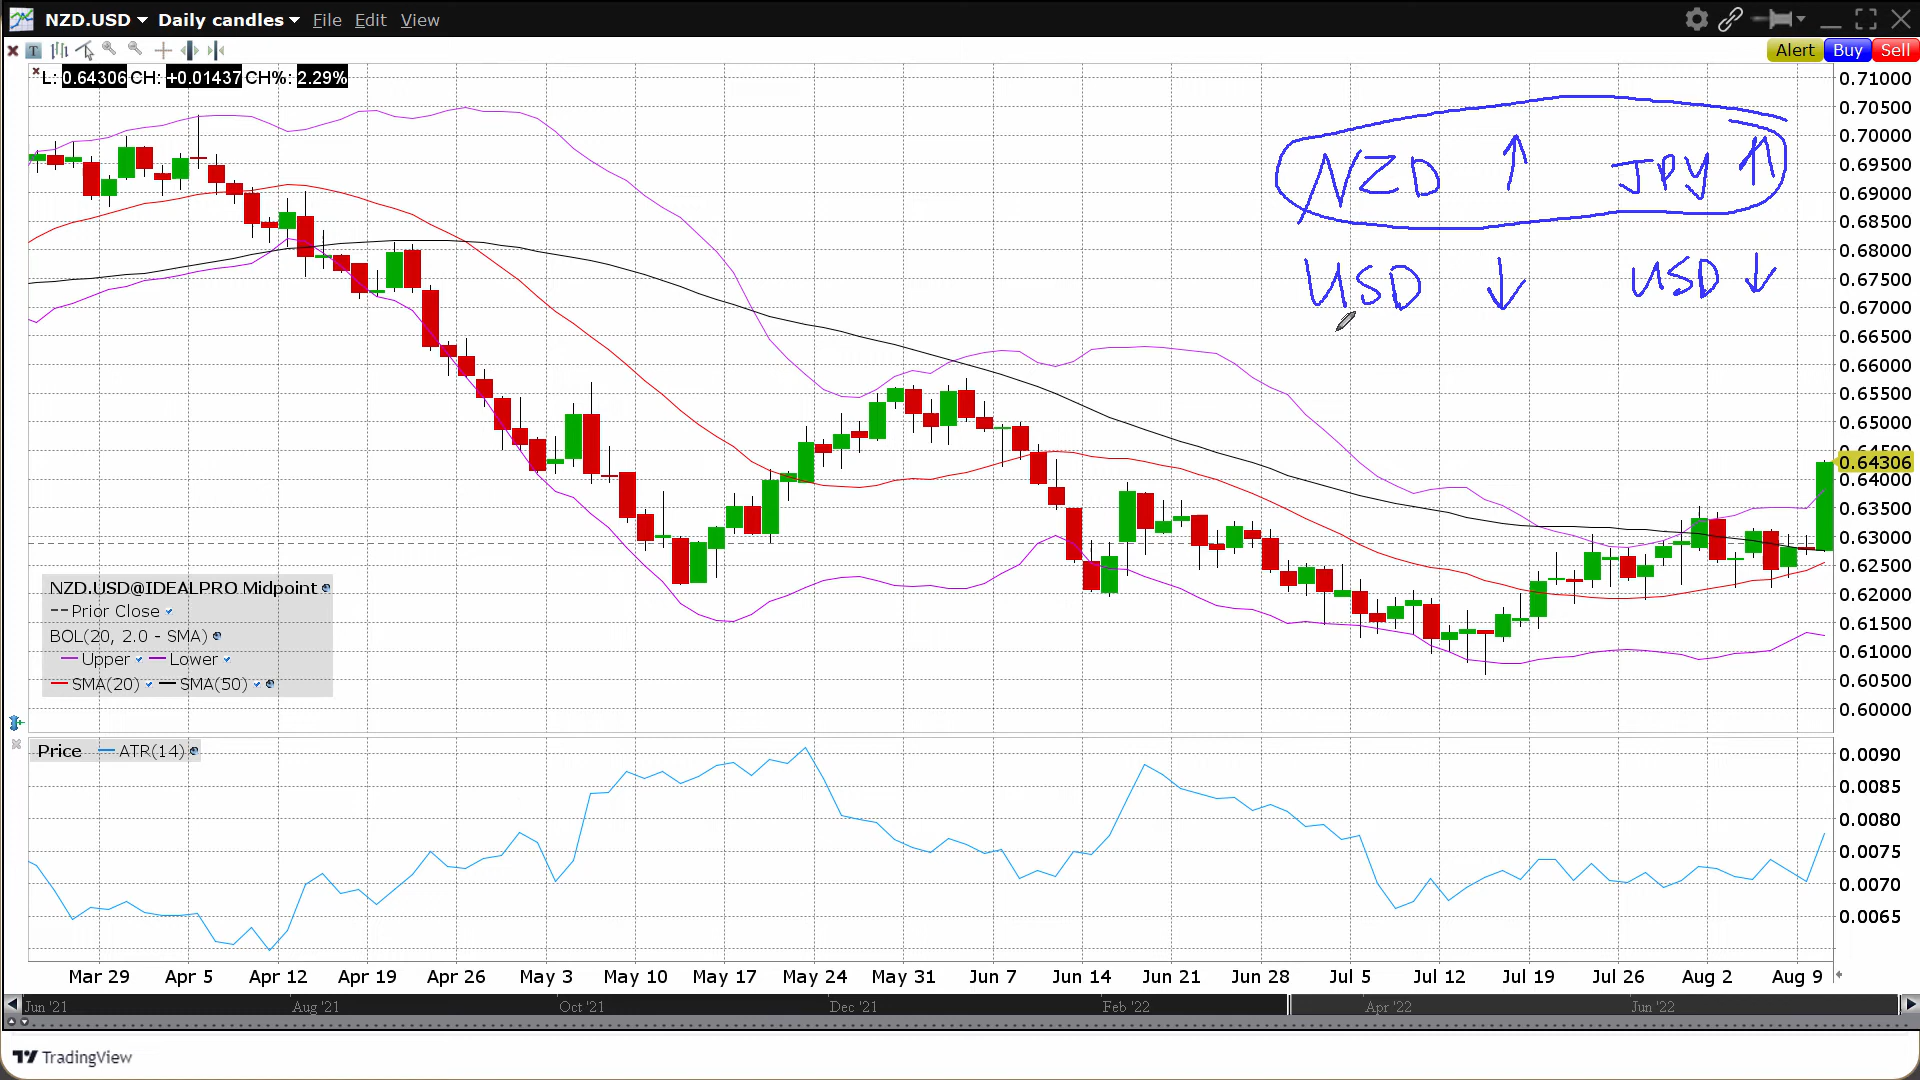 NZD.USD Daily candles File Edit View
T Alert Buy Sell
L: 0.64306 CH: +0.01437 CH%: 2.29%
0.71000
0.70500
0.70000
0.69500
0.69000
0.68500
0.68000
0.67500
0.67000
0.66500
0.66000
0.65500
0.65000
0.64500
0.64306
0.64000
0.63500
0.63000
0.62500
0.62000
0.61500
0.61000
0.60500
0.60000
NZD ↑ JPY ↑
USD ↓ USD ↓
NZD.USD@IDEALPRO Midpoint
Prior Close
BOL(20, 2.0 - SMA)
Upper Lower
SMA(20) SMA(50)
Price ATR(14)
0.0090
0.0085
0.0080
0.0075
0.0070
0.0065
Mar 29 Apr 5 Apr 12 Apr 19 Apr 26 May 3 May 10 May 17 May 24 May 31 Jun 7 Jun 14 Jun 21 Jun 28 Jul 5 Jul 12 Jul 19 Jul 26 Aug 2 Aug 9
Jun '21 Aug '21 Oct '21 Dec '21 Feb '22 Apr '22 Jun '22
TradingView